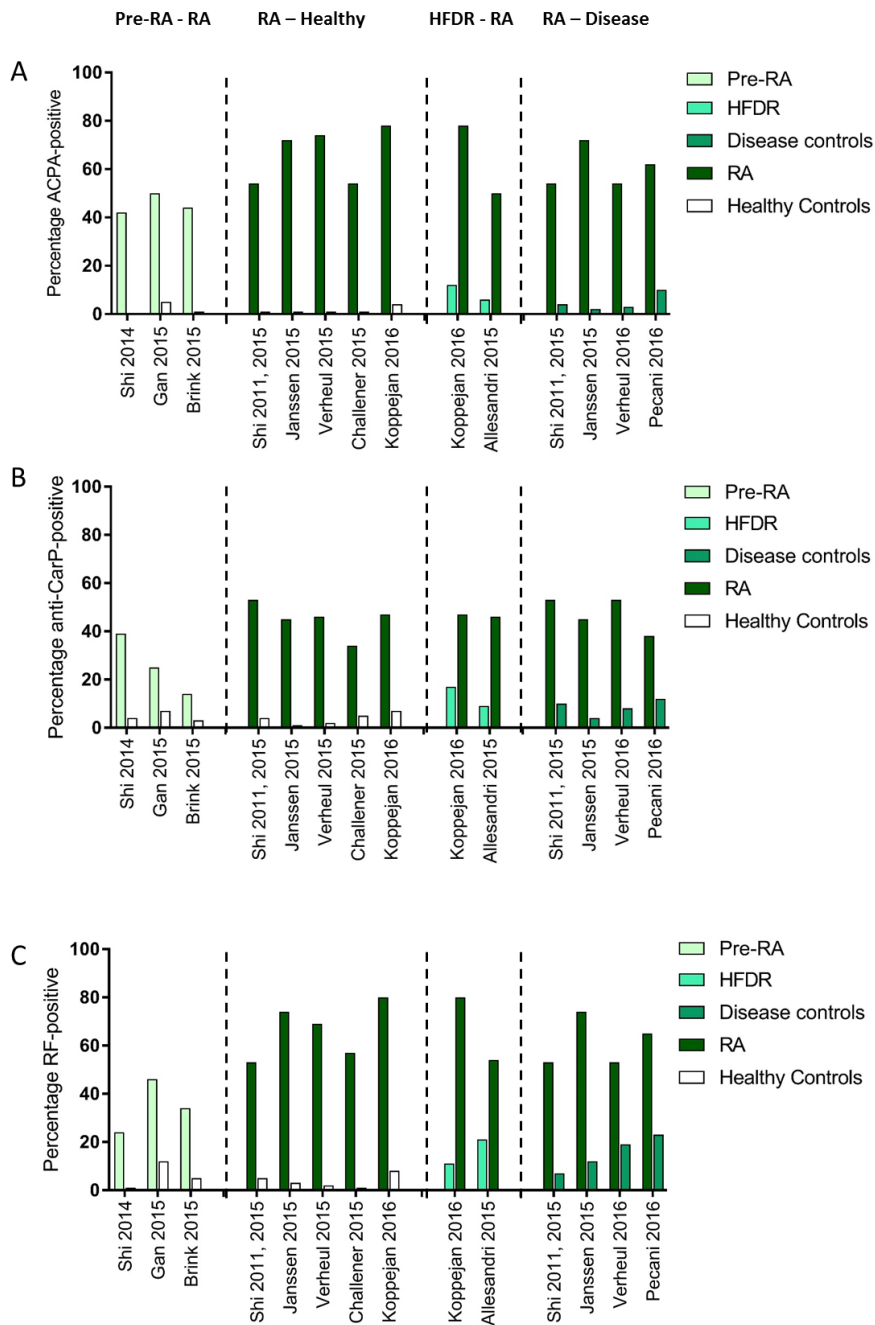 Pre-RA - RA RA – Healthy HFDR - RA RA – Disease
A
Percentage ACPA-positive
100
80
60
40
20
0
Shi 2014
Gan 2015
Brink 2015
Shi 2011, 2015
Janssen 2015
Verheul 2015
Challener 2015
Koppejan 2016
Koppejan 2016
Allesandri 2015
Shi 2011, 2015
Janssen 2015
Verheul 2016
Pecani 2016
Pre-RA
HFDR
Disease controls
RA
Healthy Controls
B
Percentage anti-CarP-positive
100
80
60
40
20
0
Shi 2014
Gan 2015
Brink 2015
Shi 2011, 2015
Janssen 2015
Verheul 2015
Challener 2015
Koppejan 2016
Koppejan 2016
Allesandri 2015
Shi 2011, 2015
Janssen 2015
Verheul 2016
Pecani 2016
Pre-RA
HFDR
Disease controls
RA
Healthy Controls
C
Percentage RF-positive
100
80
60
40
20
0
Shi 2014
Gan 2015
Brink 2015
Shi 2011, 2015
Janssen 2015
Verheul 2015
Challener 2015
Koppejan 2016
Koppejan 2016
Allesandri 2015
Shi 2011, 2015
Janssen 2015
Verheul 2016
Pecani 2016
Pre-RA
HFDR
Disease controls
RA
Healthy Controls